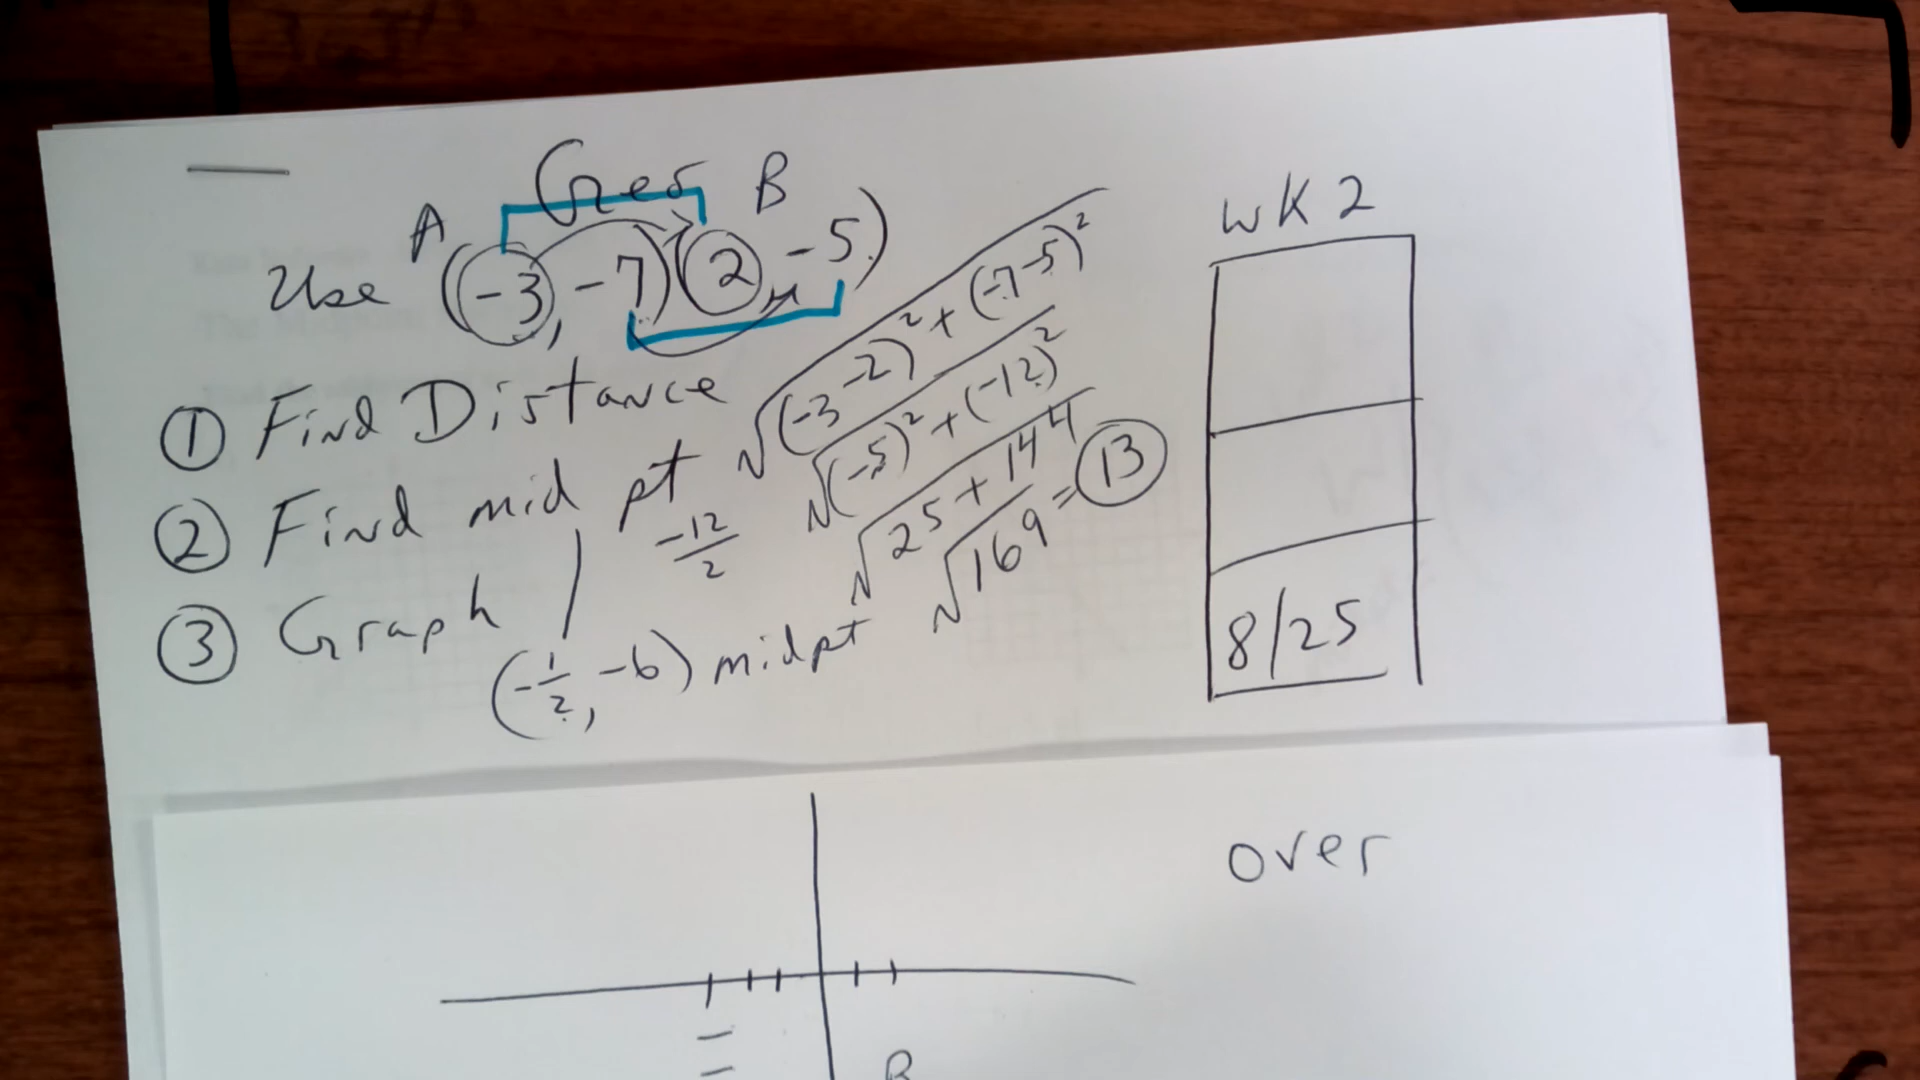 Geo
A B
Use (-3, -7) (2, -5)
① Find Distance
② Find mid pt
③ Graph
√(-3 -2)² + (-7-5)²
√(-5)² + (-12)²
√25 + 144
√169 = 13
-12/2
(-1/2, -6) midpt
WK 2
8/25
over
B